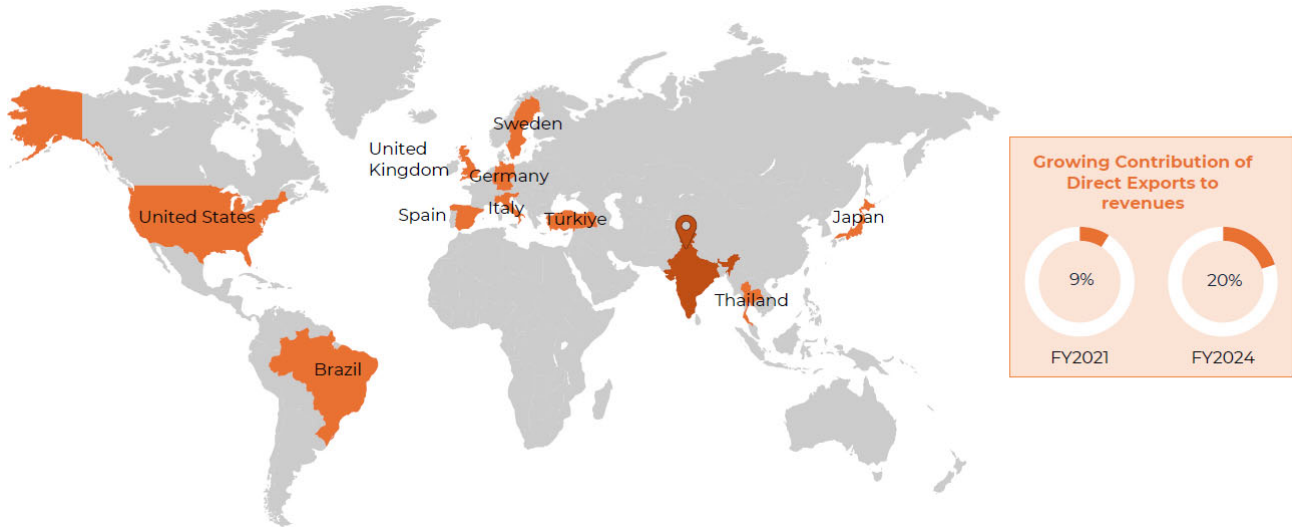 Sweden
United
Kingdom
Germany
United States
Spain
Italy
Türkiye
Japan
Thailand
Brazil
Growing Contribution of
Direct Exports to
revenues
9%
20%
FY2021
FY2024